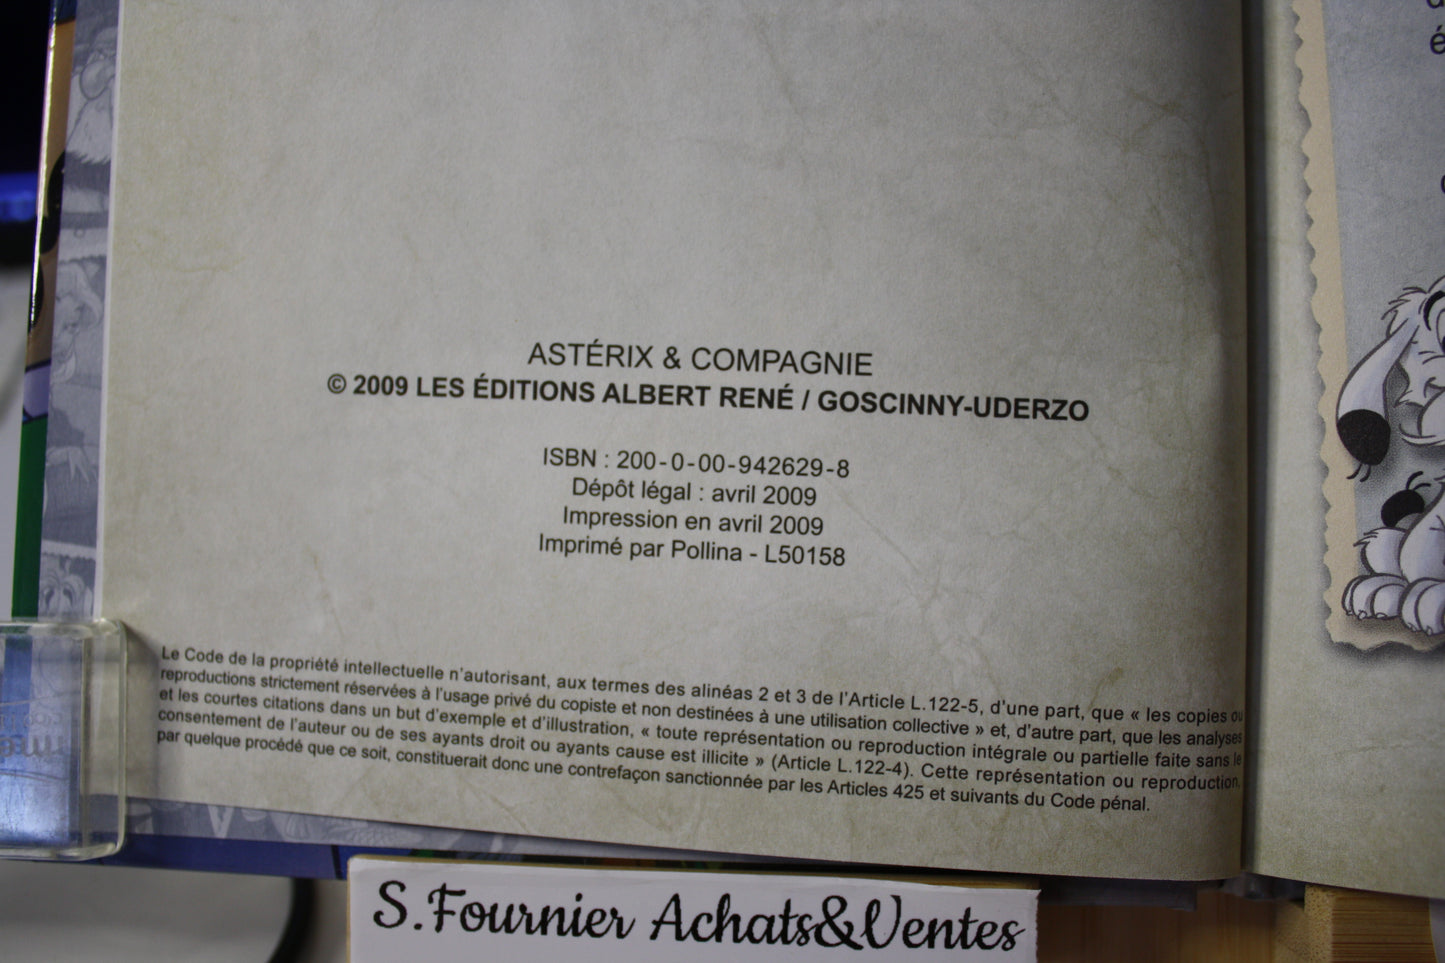 ASTÉRIX & COMPAGNIE
© 2009 LES ÉDITIONS ALBERT RENÉ / GOSCINNY-UDERZO
ISBN : 200-0-00-942629-8
Dépôt légal : avril 2009
Impression en avril 2009
Imprimé par Pollina - L50158
Le Code de la propriété intellectuelle n’autorisant, aux termes des alinéas 2 et 3 de l’Article L.122-5, d’une part, que « les copies ou
reproductions strictement réservées à l’usage privé du copiste et non destinées à une utilisation collective » et, d’autre part, que les analyses
et les courtes citations dans un but d’exemple et d’illustration, « toute représentation ou reproduction intégrale ou partielle faite sans le
consentement de l’auteur ou de ses ayants droit ou ayants cause est illicite » (Article L.122-4). Cette représentation ou reproduction,
par quelque procédé que ce soit, constituerait donc une contrefaçon sanctionnée par les Articles 425 et suivants du Code pénal.
S.Fournier Achats&Ventes